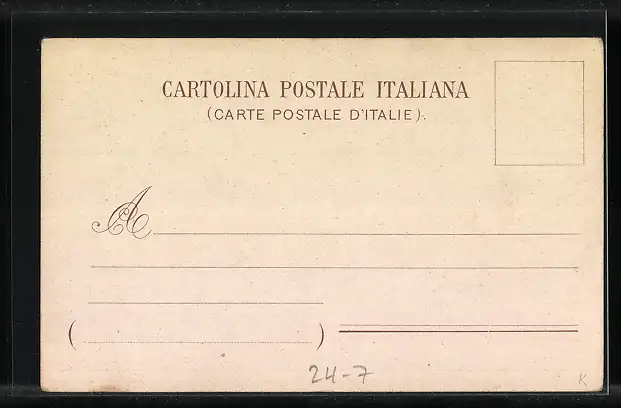 CARTOLINA POSTALE ITALIANA
(CARTE POSTALE D'ITALIE).
A
( )
24-7
K